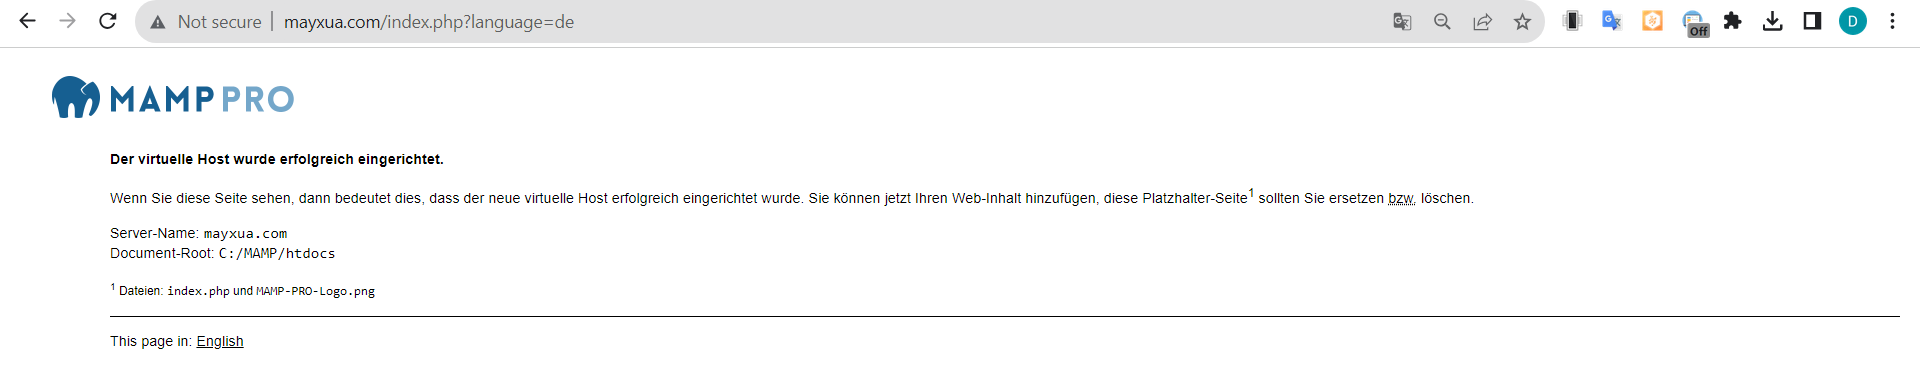 Not secure | mayxua.com/index.php?language=de
Off
D
MAMP PRO
Der virtuelle Host wurde erfolgreich eingerichtet.
Wenn Sie diese Seite sehen, dann bedeutet dies, dass der neue virtuelle Host erfolgreich eingerichtet wurde. Sie können jetzt Ihren Web-Inhalt hinzufügen, diese Platzhalter-Seite¹ sollten Sie ersetzen bzw. löschen.
Server-Name: mayxua.com
Document-Root: C:/MAMP/htdocs
¹ Dateien: index.php und MAMP-PRO-Logo.png
This page in: English